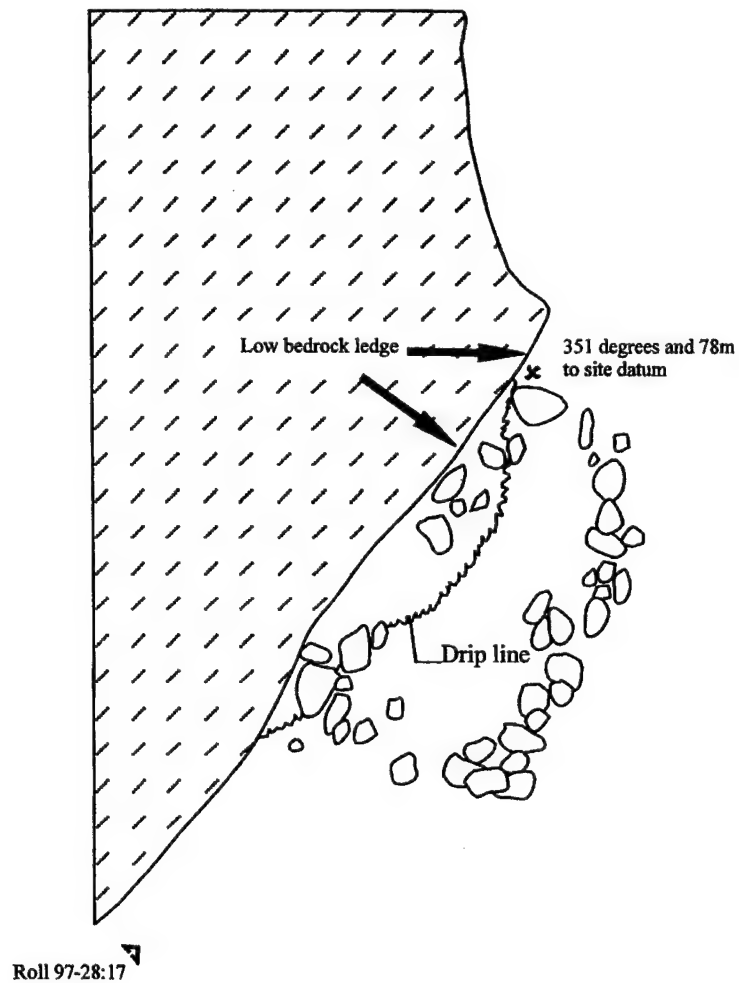 Low bedrock ledge
351 degrees and 78m
to site datum
Drip line
Roll 97-28:17